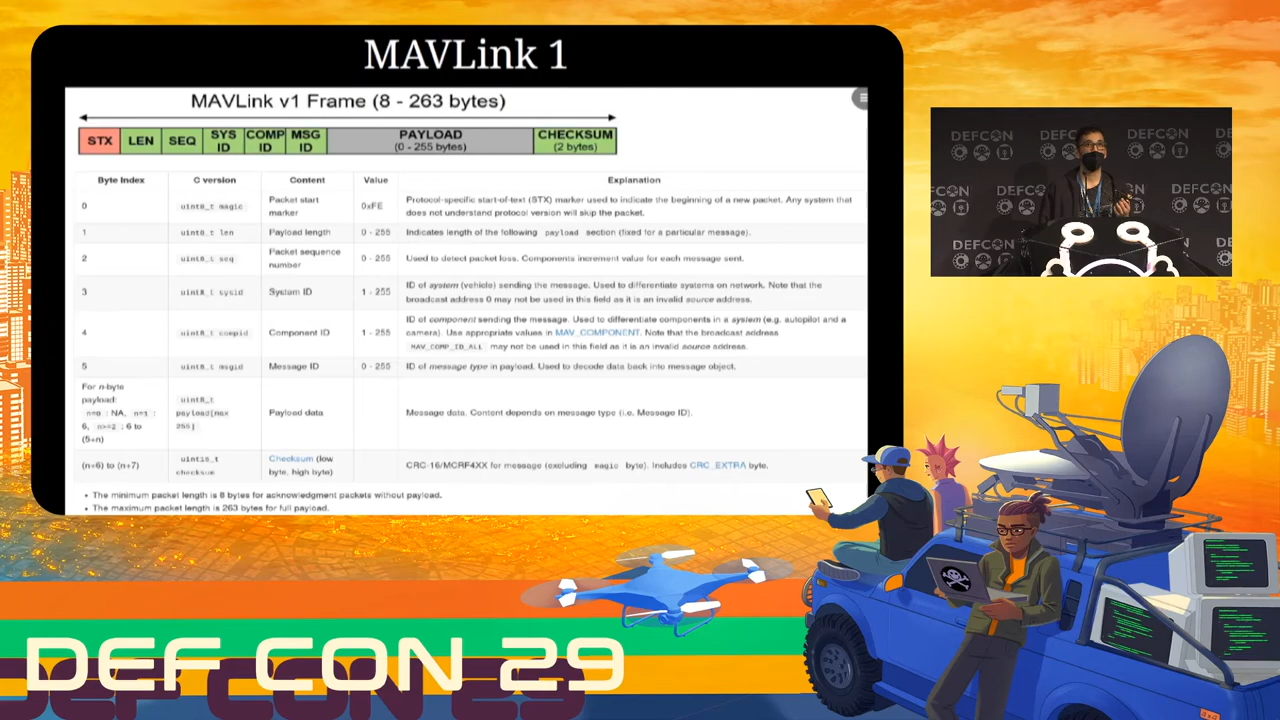 MAVLink 1
MAVLink v1 Frame (8 - 263 bytes)
STX LEN SEQ SYS ID COMP ID MSG ID PAYLOAD (0 - 255 bytes) CHECKSUM (2 bytes)
Byte Index C version Content Value Explanation
0 uint8_t magic Packet start marker 0xFE Protocol-specific start-of-text (STX) marker used to indicate the beginning of a new packet. Any system that does not understand protocol version will skip the packet.
1 uint8_t len Payload length 0 - 255 Indicates length of the following payload section (fixed for a particular message).
2 uint8_t seq Packet sequence number 0 - 255 Used to detect packet loss. Components increment value for each message sent.
3 uint8_t sysid System ID 1 - 255 ID of system (vehicle) sending the message. Used to differentiate systems on network. Note that the broadcast address 0 may not be used in this field as it is an invalid source address.
4 uint8_t compid Component ID 1 - 255 ID of component sending the message. Used to differentiate components in a system (e.g. autopilot and a camera). Use appropriate values in MAV_COMPONENT. Note that the broadcast address MAV_COMP_ID_ALL may not be used in this field as it is an invalid source address.
5 uint8_t msgid Message ID 0 - 255 ID of message type in payload. Used to decode data back into message object.
For n-byte payload: n=0 : NA, n=1 : 6, n>=2 : 6 to (5+n) uint8_t payload[max 255] Payload data Message data. Content depends on message type (i.e. Message ID).
(n+6) to (n+7) uint16_t checksum Checksum (low byte, high byte) CRC-16/MCRF4XX for message (excluding magic byte). Includes CRC_EXTRA byte.
• The minimum packet length is 8 bytes for acknowledgment packets without payload.
• The maximum packet length is 263 bytes for full payload.
DEFCON DEFCON DEFCON DEFCON
DEFCON
DEFCON
DEF CON 29
DEF CON 29